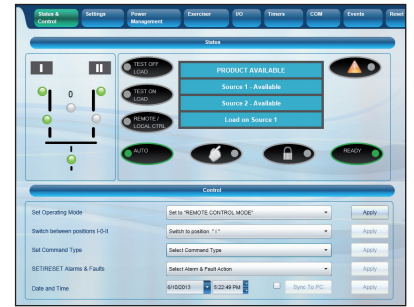 Status & Control
Settings
Power Management
Exerciser
I/O
Timers
COM
Events
Reset
Status
I
II
0
TEST OFF LOAD
TEST ON LOAD
REMOTE / LOCAL CTRL
AUTO
PRODUCT AVAILABLE
Source 1 - Available
Source 2 - Available
Load on Source 1
READY
Control
Set Operating Mode
Set to "REMOTE CONTROL MODE"
Apply
Switch between positions I-0-II
Switch to position "I"
Apply
Set Command Type
Select Command Type
Apply
SET/RESET Alarms & Faults
Select Alarm & Fault Action
Apply
Date and Time
5:22:49 PM
Sync To PC
Apply